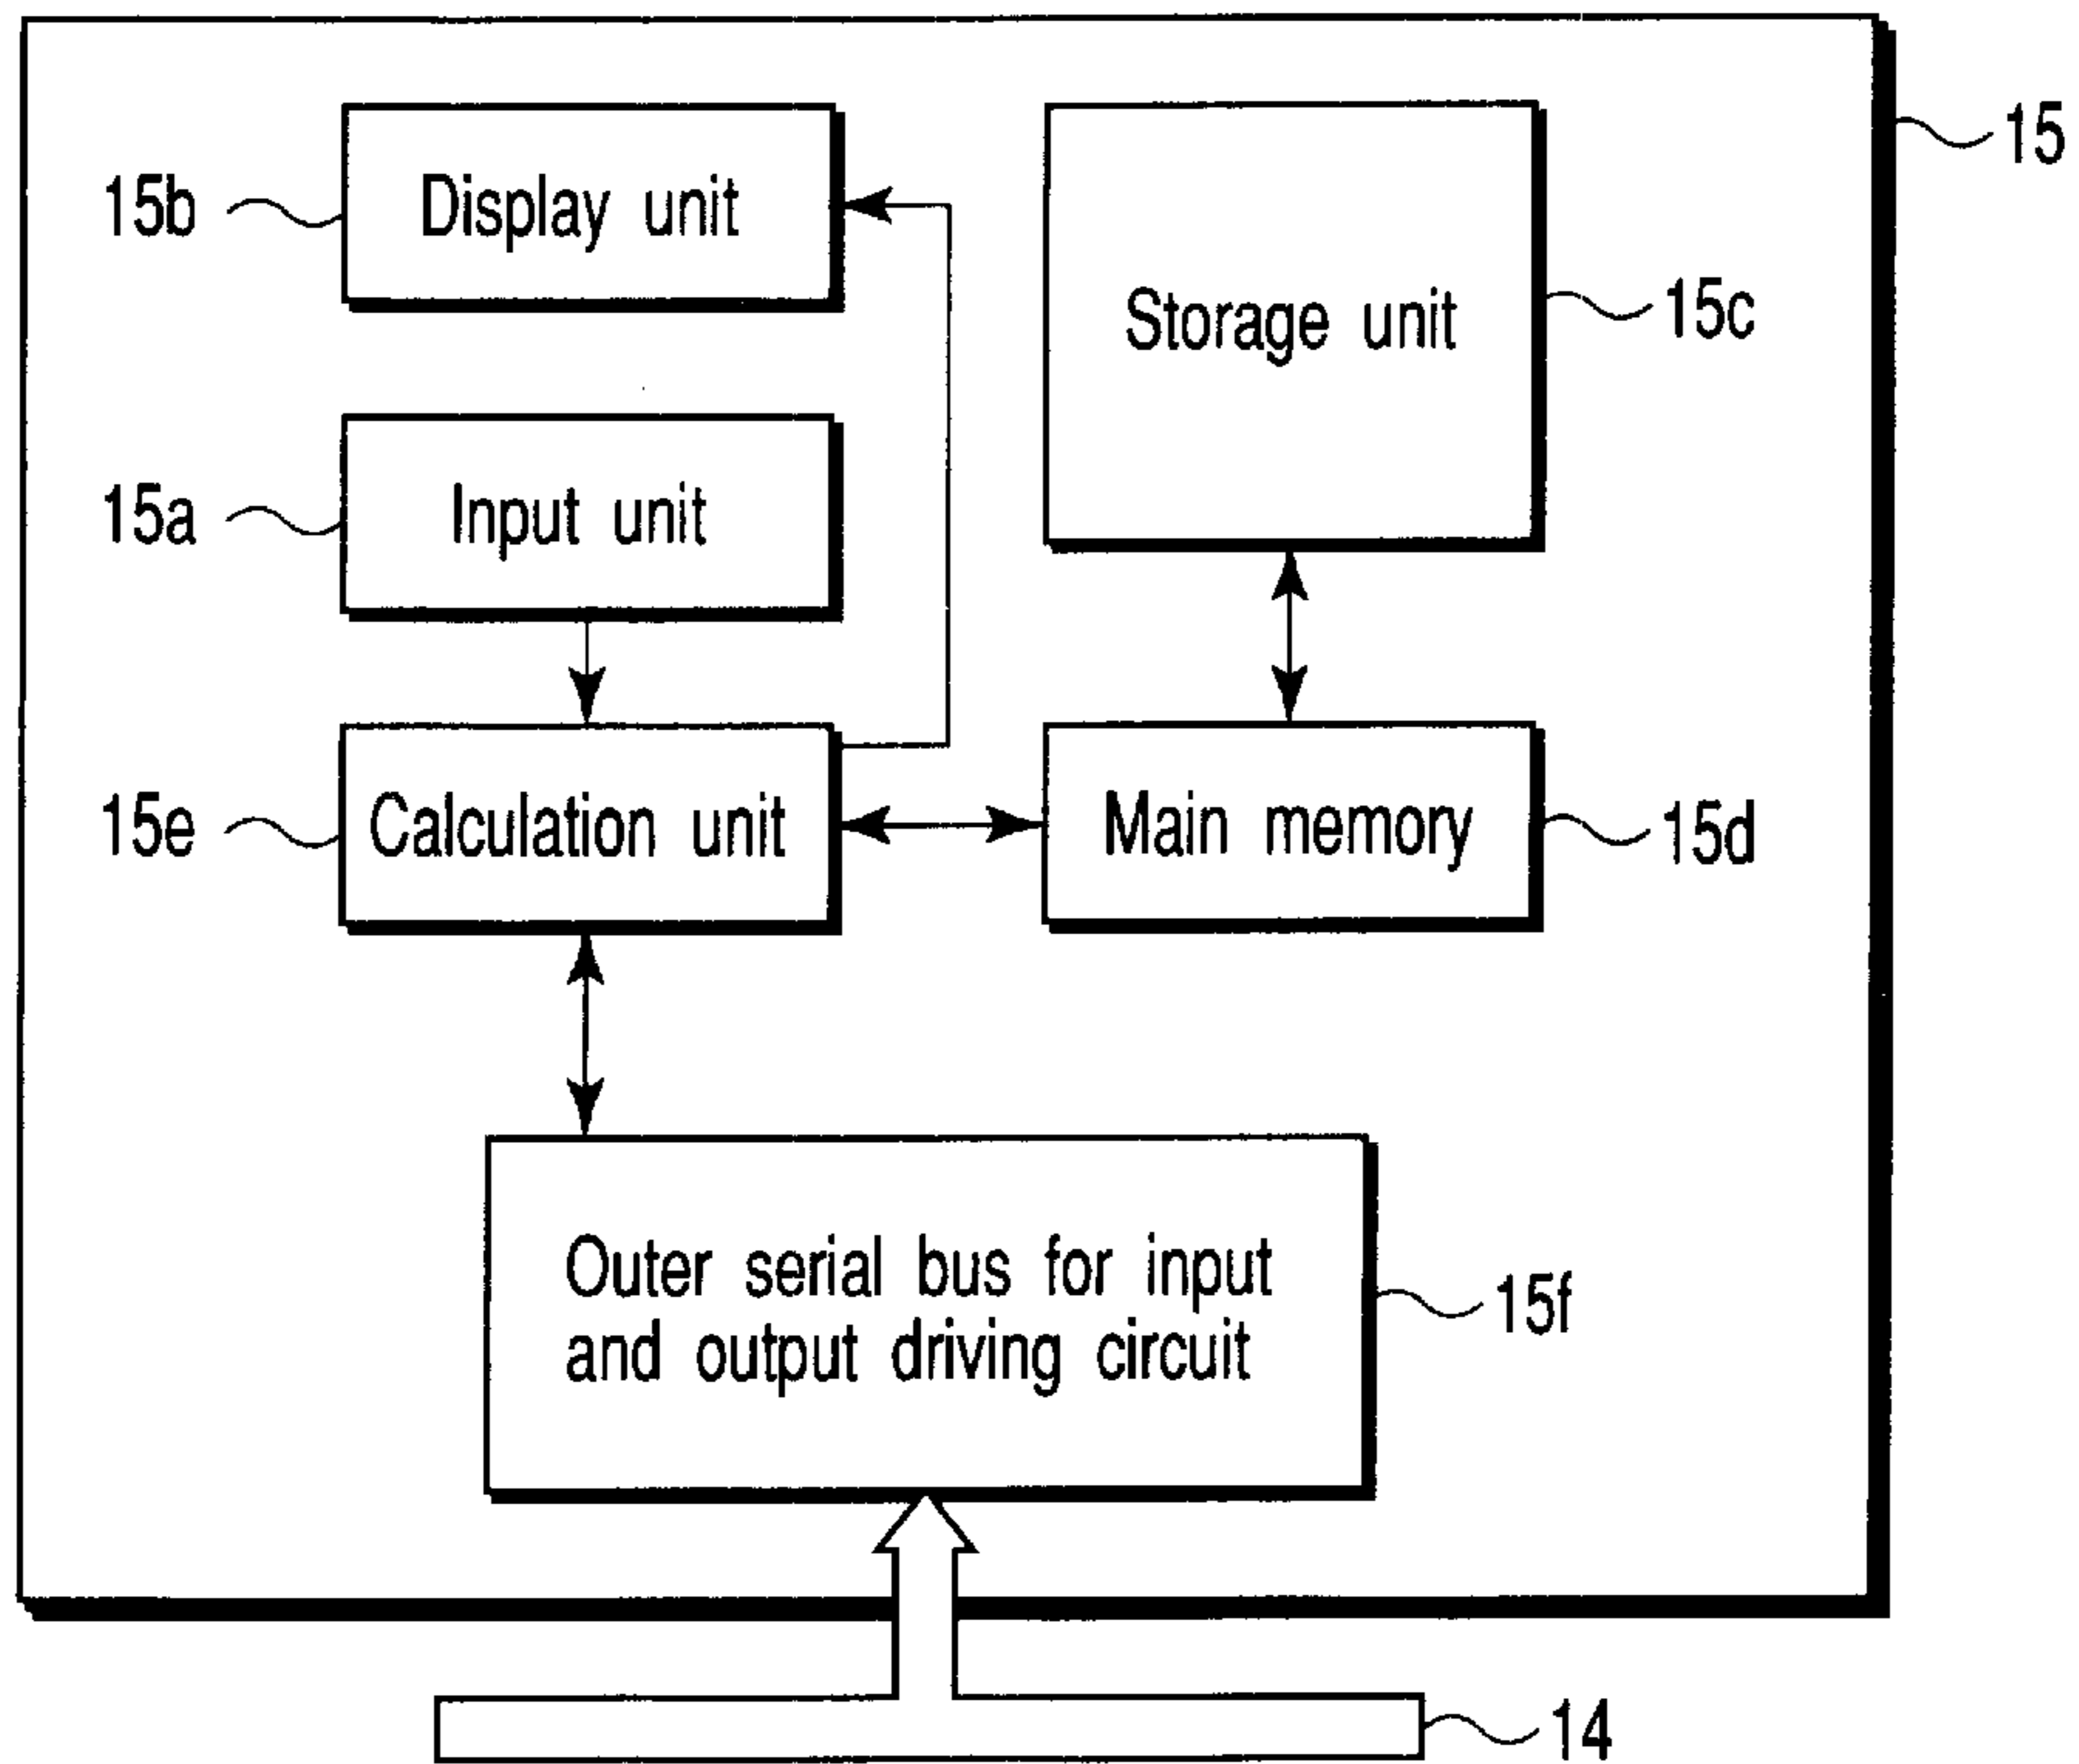 15
15b
Display unit
Storage unit
15c
15a
Input unit
15e
Calculation unit
Main memory
15d
Outer serial bus for input
and output driving circuit
15f
14